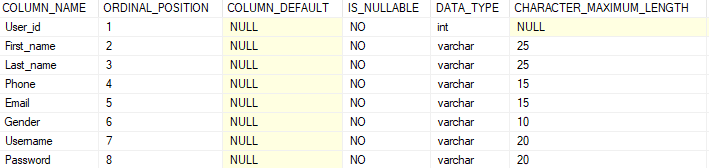 COLUMN_NAME ORDINAL_POSITION COLUMN_DEFAULT IS_NULLABLE DATA_TYPE CHARACTER_MAXIMUM_LENGTH
User_id 1 NULL NO int NULL
First_name 2 NULL NO varchar 25
Last_name 3 NULL NO varchar 25
Phone 4 NULL NO varchar 15
Email 5 NULL NO varchar 15
Gender 6 NULL NO varchar 10
Username 7 NULL NO varchar 20
Password 8 NULL NO varchar 20